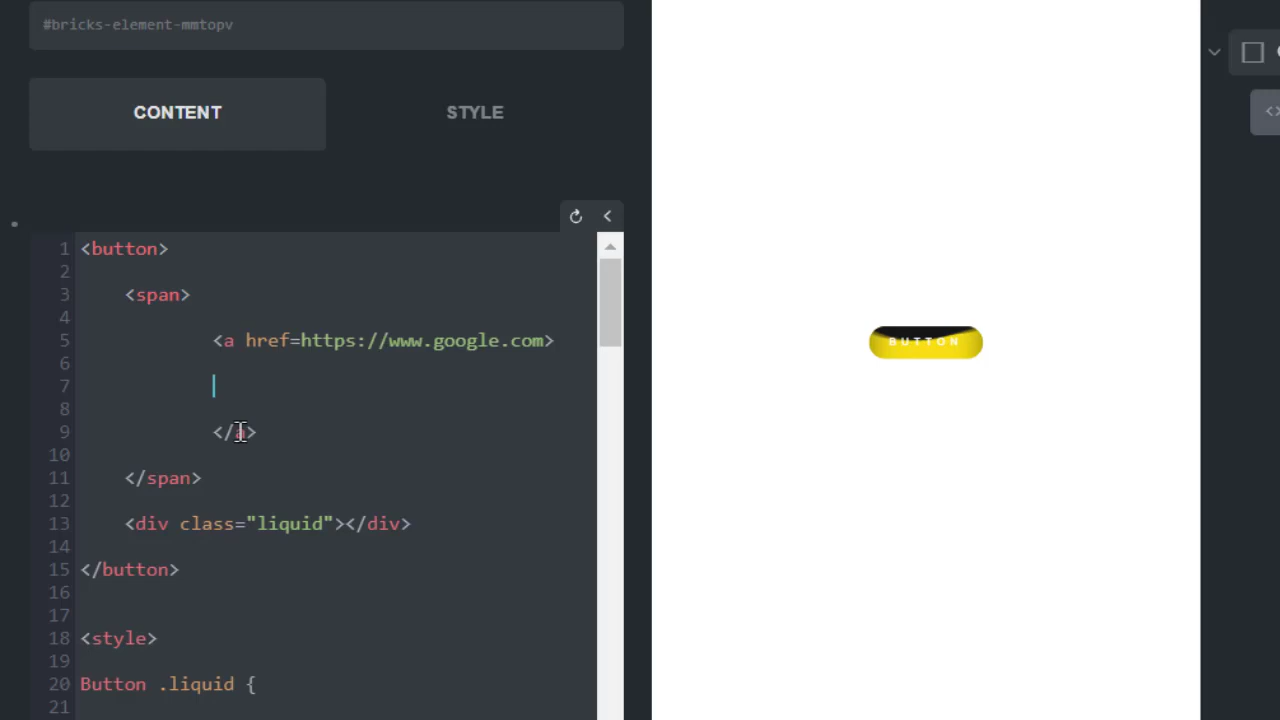 #bricks-element-mmtopv
CONTENT STYLE
1 <button>
2
3 <span>
4
5 <a href=https://www.google.com>
6
7
8
9 </a>
10
11 </span>
12
13 <div class="liquid"></div>
14
15 </button>
16
17
18 <style>
19
20 Button .liquid {
21
BUTTON